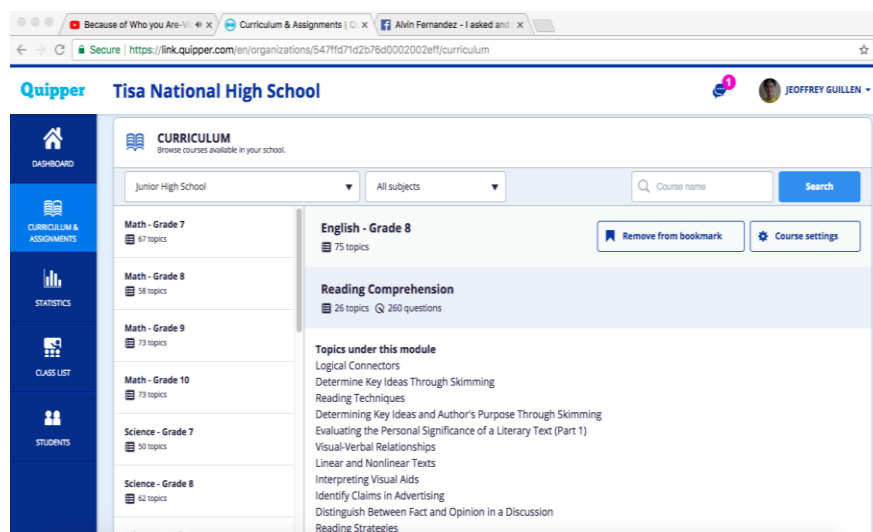 Because of Who you Are-Vi
Curriculum & Assignments | Q
Alvin Fernandez - I asked and
Secure
https://link.quipper.com/en/organizations/547ffd71d2b76d0002002eff/curriculum
Quipper
Tisa National High School
1
JEOFFREY GUILLEN
DASHBOARD
CURRICULUM &
ASSIGNMENTS
STATISTICS
CLASS LIST
STUDENTS
CURRICULUM
Browse courses available in your school.
Junior High School
All subjects
Course name
Search
Math - Grade 7
67 topics
Math - Grade 8
58 topics
Math - Grade 9
73 topics
Math - Grade 10
73 topics
Science - Grade 7
50 topics
Science - Grade 8
62 topics
English - Grade 8
75 topics
Remove from bookmark
Course settings
Reading Comprehension
26 topics 260 questions
Topics under this module
Logical Connectors
Determine Key Ideas Through Skimming
Reading Techniques
Determining Key Ideas and Author's Purpose Through Skimming
Evaluating the Personal Significance of a Literary Text (Part 1)
Visual-Verbal Relationships
Linear and Nonlinear Texts
Interpreting Visual Aids
Identify Claims in Advertising
Distinguish Between Fact and Opinion in a Discussion
Reading Strategies